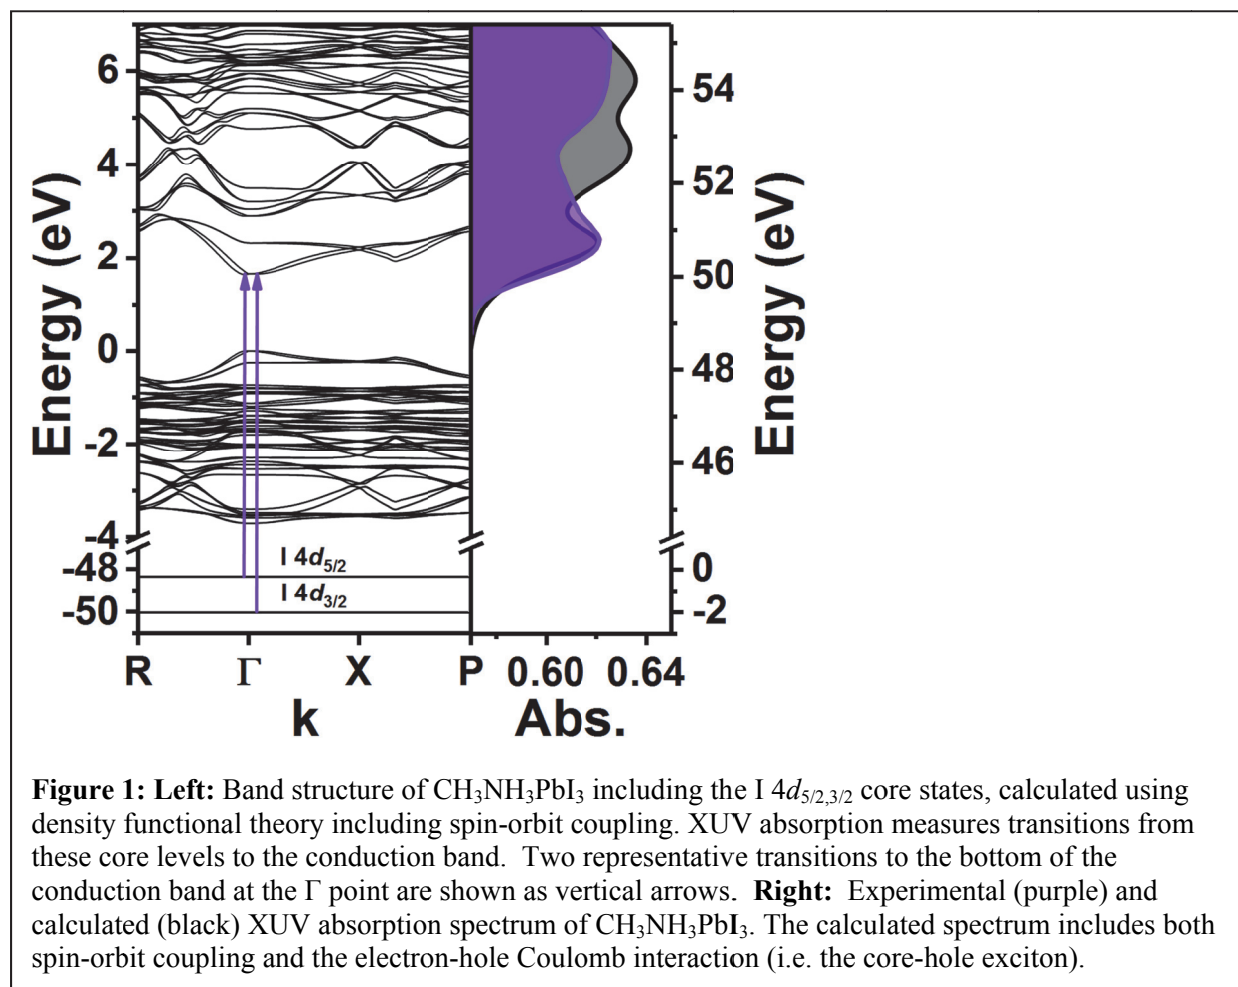 Energy (eV)
6
4
2
0
-2
-4
-48
-50
I 4d5/2
I 4d3/2
R Γ X P
k
0.60 0.64
Abs.
54
52
50
48
46
0
-2
Energy (eV)
Figure 1: Left: Band structure of CH3NH3PbI3 including the I 4d5/2,3/2 core states, calculated using
density functional theory including spin-orbit coupling. XUV absorption measures transitions from
these core levels to the conduction band. Two representative transitions to the bottom of the
conduction band at the Γ point are shown as vertical arrows. Right: Experimental (purple) and
calculated (black) XUV absorption spectrum of CH3NH3PbI3. The calculated spectrum includes both
spin-orbit coupling and the electron-hole Coulomb interaction (i.e. the core-hole exciton).